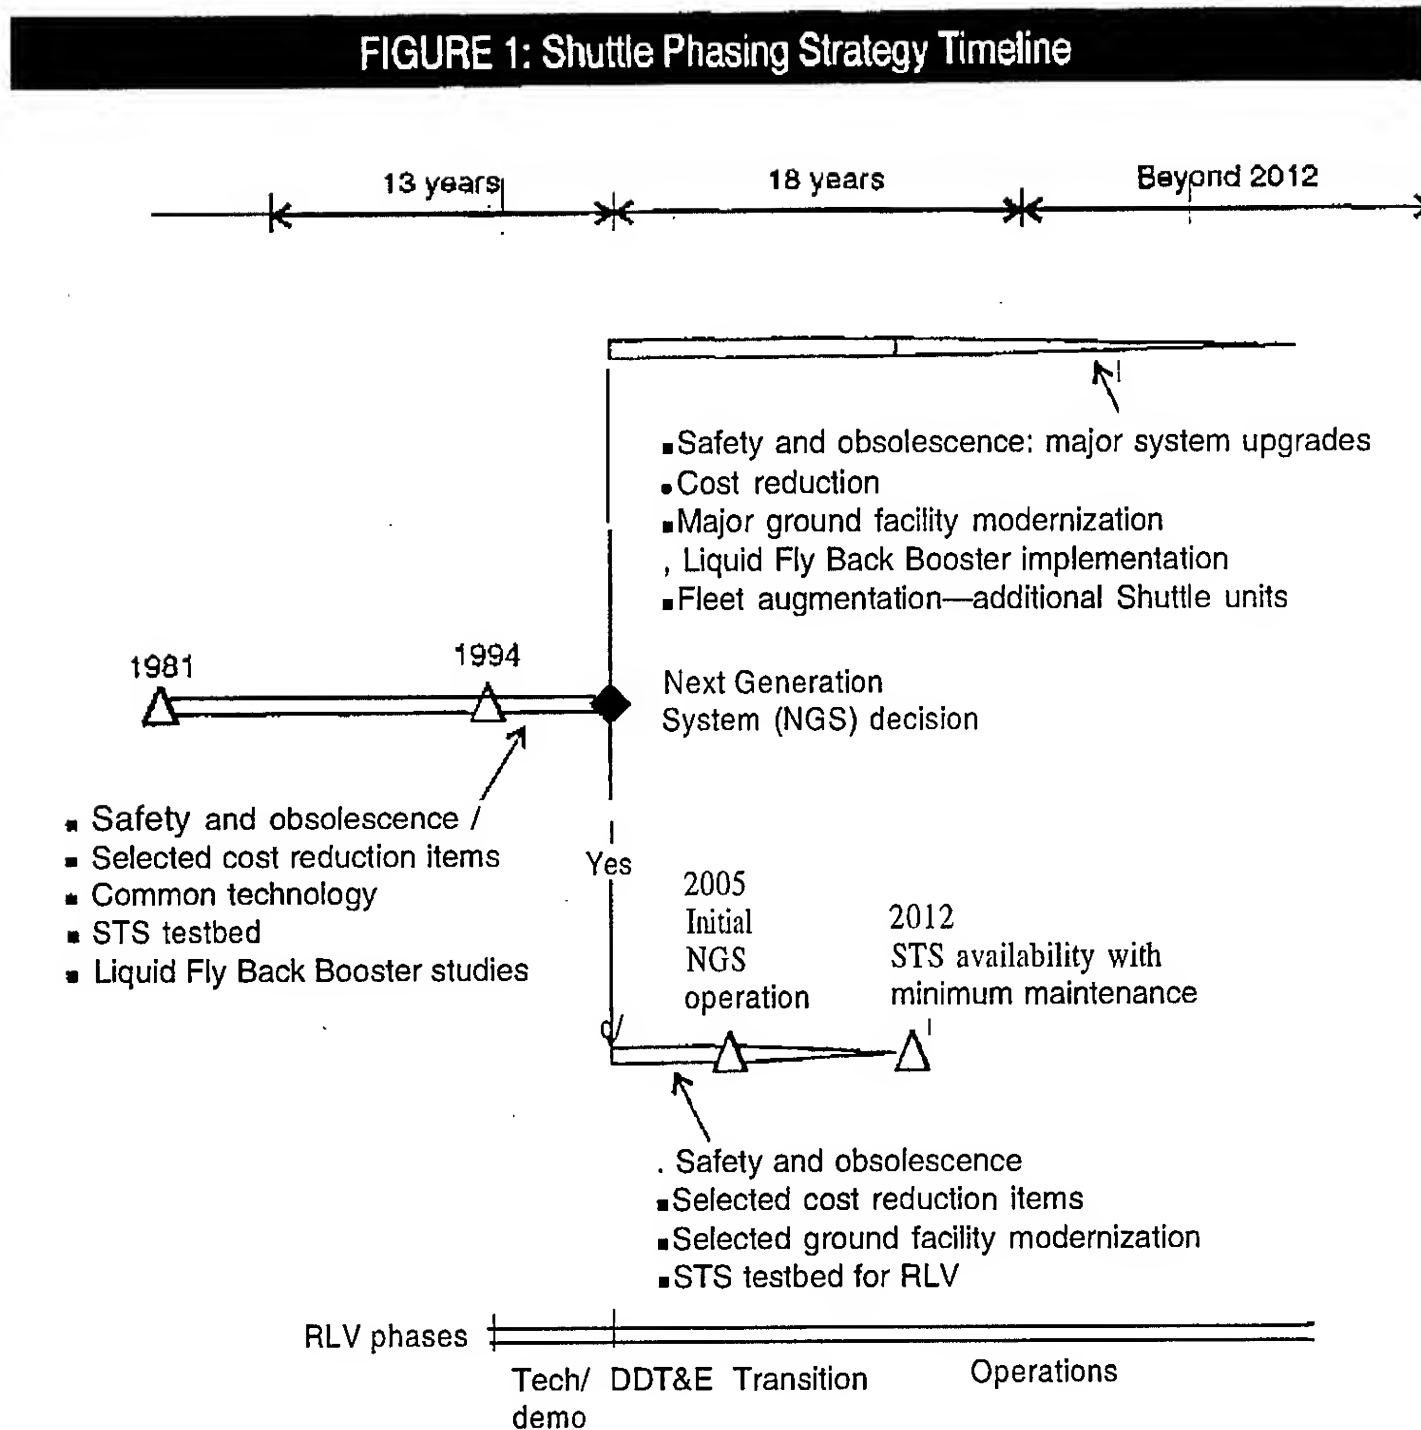 FIGURE 1: Shuttle Phasing Strategy Timeline
13 years
18 years
Beyond 2012
■Safety and obsolescence: major system upgrades
●Cost reduction
■Major ground facility modernization
, Liquid Fly Back Booster implementation
■Fleet augmentation—additional Shuttle units
1981
1994
Next Generation
System (NGS) decision
■ Safety and obsolescence /
■ Selected cost reduction items
■ Common technology
■ STS testbed
■ Liquid Fly Back Booster studies
Yes
2005
Initial
NGS
operation
2012
STS availability with
minimum maintenance
. Safety and obsolescence
■Selected cost reduction items
■Selected ground facility modernization
■STS testbed for RLV
RLV phases
Tech/
demo
DDT&E
Transition
Operations